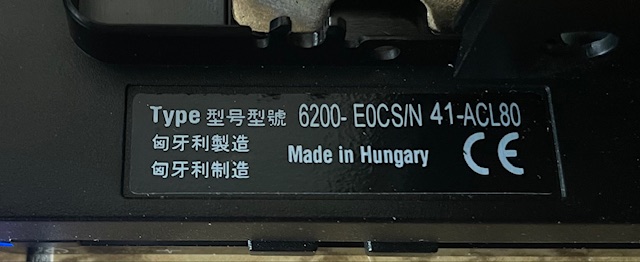 Type 型号型號 6200- E0CS/N 41-ACL80
匈牙利製造
Made in Hungary
匈牙利制造
CE